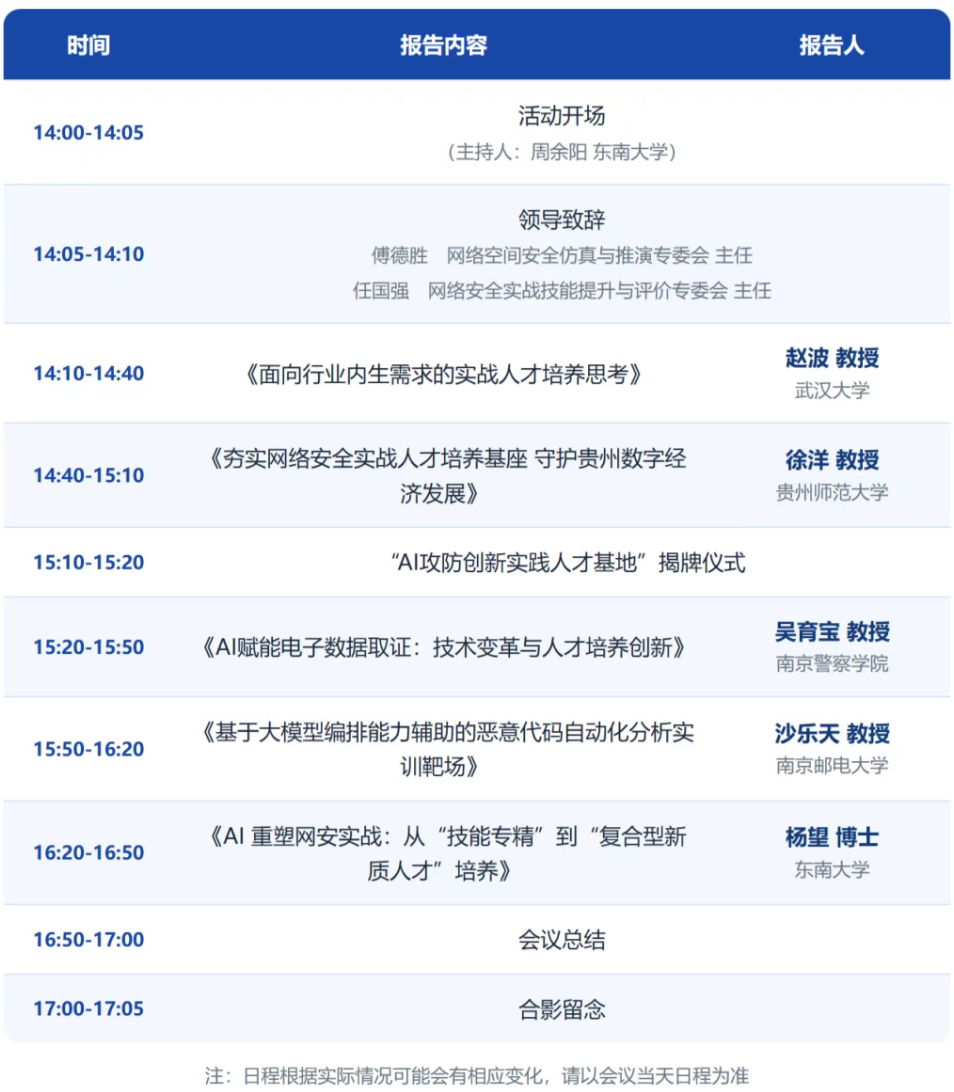 时间 报告内容 报告人
14:00-14:05 活动开场
（主持人：周余阳 东南大学）
14:05-14:10 领导致辞
傅德胜 网络空间安全仿真与推演专委会 主任
任国强 网络安全实战技能提升与评价专委会 主任
14:10-14:40 《面向行业内生需求的实战人才培养思考》 赵波 教授
武汉大学
14:40-15:10 《夯实网络安全实战人才培养基座 守护贵州数字经
济发展》 徐洋 教授
贵州师范大学
15:10-15:20 “AI攻防创新实践人才基地”揭牌仪式
15:20-15:50 《AI赋能电子数据取证：技术变革与人才培养创新》 吴育宝 教授
南京警察学院
15:50-16:20 《基于大模型编排能力辅助的恶意代码自动化分析实
训靶场》 沙乐天 教授
南京邮电大学
16:20-16:50 《AI 重塑网安实战：从“技能专精”到“复合型新
质人才”培养》 杨望 博士
东南大学
16:50-17:00 会议总结
17:00-17:05 合影留念
注：日程根据实际情况可能会有相应变化，请以会议当天日程为准